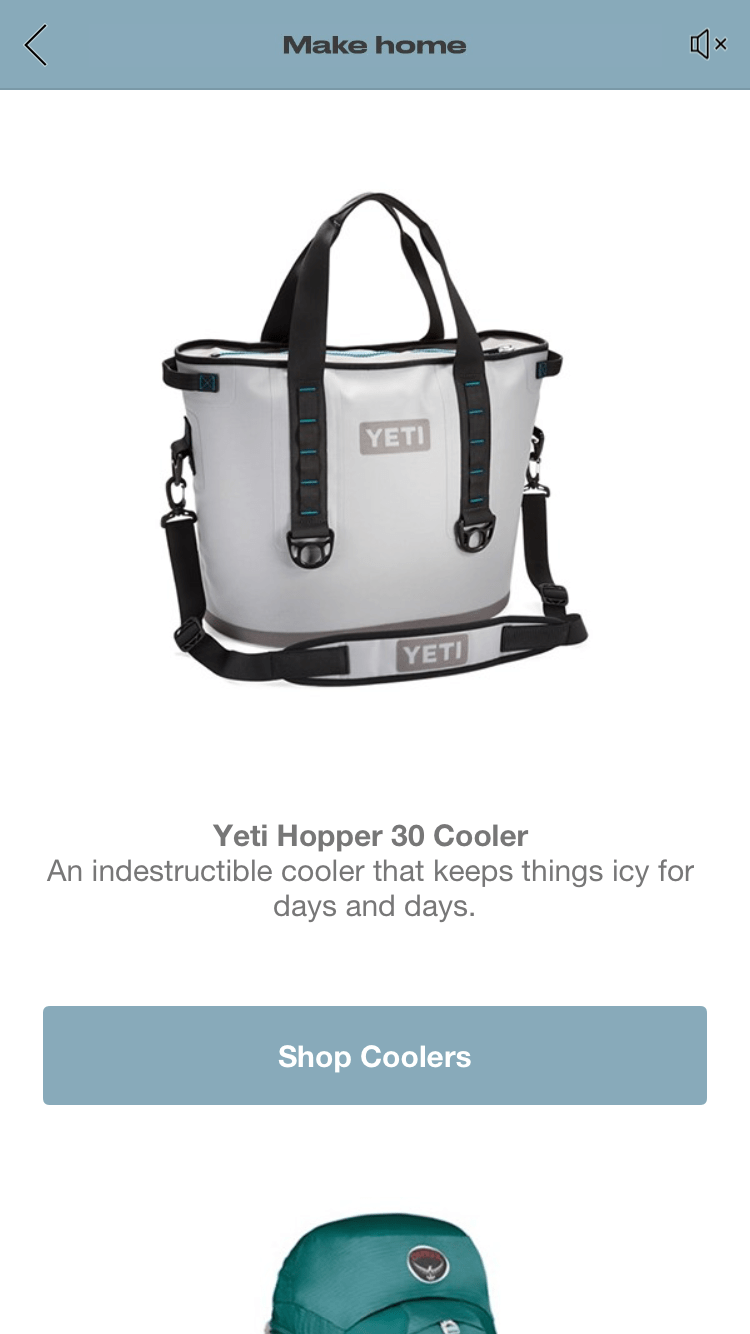 Make home
YETI
YETI
Yeti Hopper 30 Cooler
An indestructible cooler that keeps things icy for
days and days.
Shop Coolers